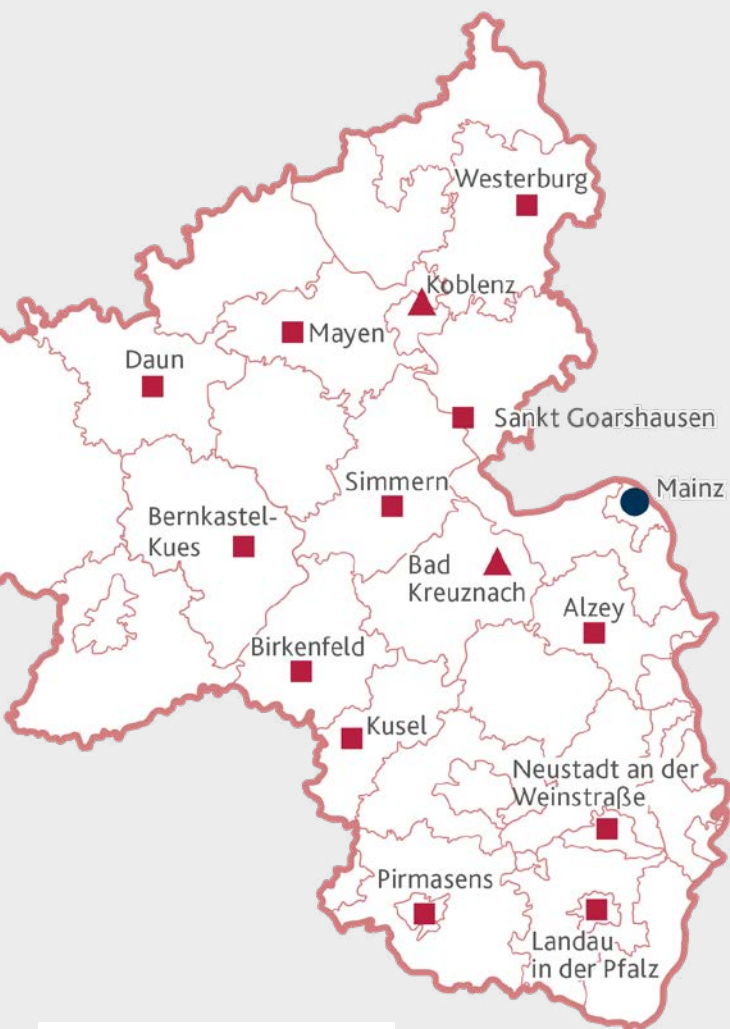 Westerburg
Koblenz
Mayen
Daun
Sankt Goarshausen
Simmern
Mainz
Bernkastel-
Kues
Bad
Kreuznach
Alzey
Birkenfeld
Kusel
Neustadt an der
Weinstraße
Pirmasens
Landau
in der Pfalz